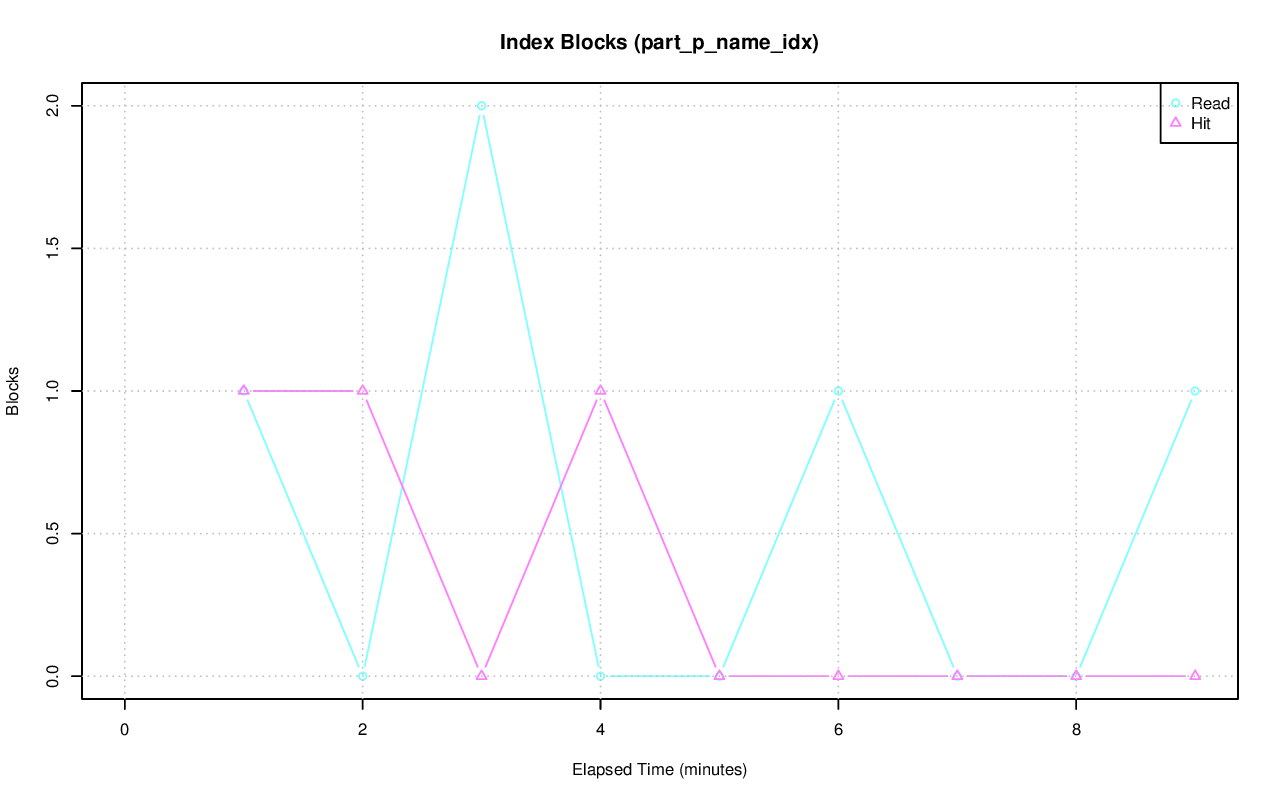 Index Blocks (part_p_name_idx)
Read
Hit
2.0
1.5
1.0
0.5
0.0
Blocks
0 2 4 6 8
Elapsed Time (minutes)